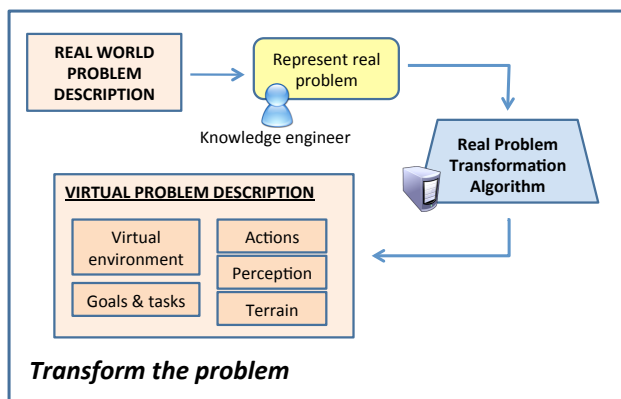 REAL WORLD
PROBLEM
DESCRIPTION
Represent real
problem
Knowledge engineer
Real Problem
Transformation
Algorithm
VIRTUAL PROBLEM DESCRIPTION
Virtual
environment
Goals & tasks
Actions
Perception
Terrain
Transform the problem